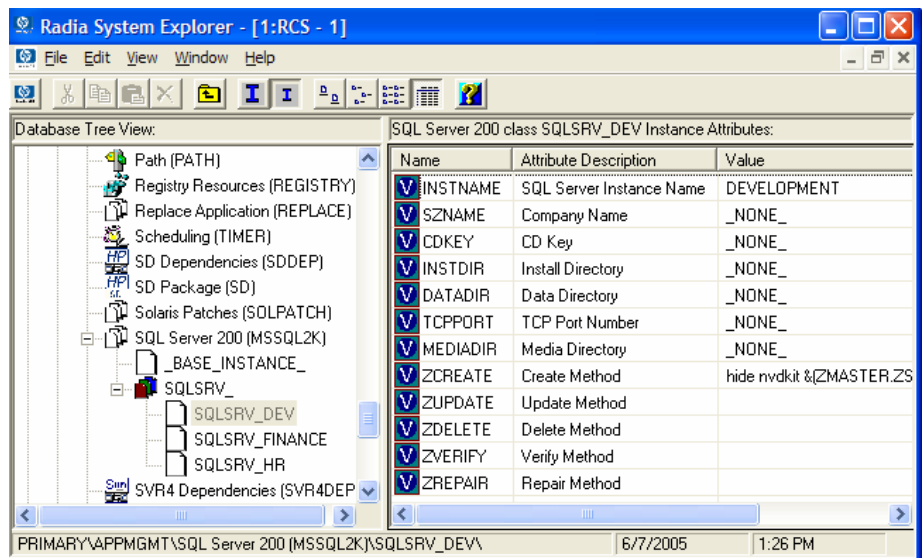 Radia System Explorer - [1:RCS - 1]
File Edit View Window Help
Database Tree View:
Path (PATH)
Registry Resources (REGISTRY)
Replace Application (REPLACE)
Scheduling (TIMER)
SD Dependencies (SDDEP)
SD Package (SD)
Solaris Patches (SOLPATCH)
SQL Server 200 (MSSQL2K)
_BASE_INSTANCE_
SQLSRV_
SQLSRV_DEV
SQLSRV_FINANCE
SQLSRV_HR
SVR4 Dependencies (SVR4DEP
SQL Server 200 class SQLSRV_DEV Instance Attributes:
Name Attribute Description Value
V INSTNAME SQL Server Instance Name DEVELOPMENT
V SZNAME Company Name _NONE_
V CDKEY CD Key _NONE_
V INSTDIR Install Directory _NONE_
V DATADIR Data Directory _NONE_
V TCPPORT TCP Port Number _NONE_
V MEDIADIR Media Directory _NONE_
V ZCREATE Create Method hide nvdkit &(ZMASTER.ZS
V ZUPDATE Update Method
V ZDELETE Delete Method
V ZVERIFY Verify Method
V ZREPAIR Repair Method
PRIMARY\APPMGMT\SQL Server 200 (MSSQL2K)\SQLSRV_DEV\ 6/7/2005 1:26 PM